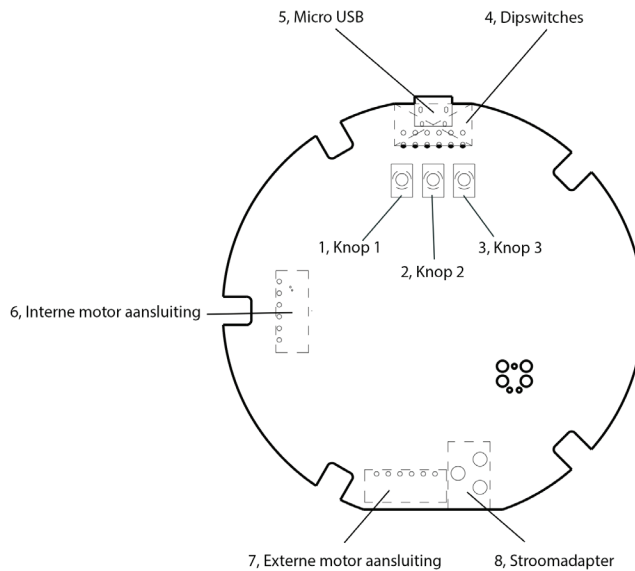 5, Micro USB
4, Dipswitches
1, Knop 1
3, Knop 3
2, Knop 2
6, Interne motor aansluiting
7, Externe motor aansluiting
8, Stroomadapter